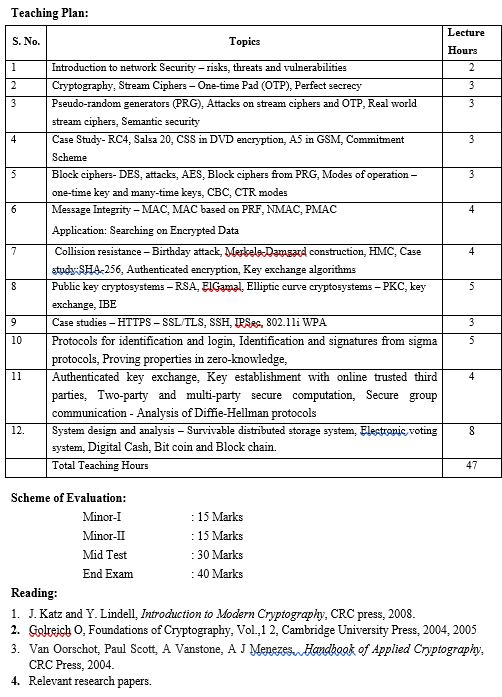 Teaching Plan:
S. No. Topics Lecture Hours
1 Introduction to network Security – risks, threats and vulnerabilities 2
2 Cryptography, Stream Ciphers – One-time Pad (OTP), Perfect secrecy 3
3 Pseudo-random generators (PRG), Attacks on stream ciphers and OTP, Real world 3
stream ciphers, Semantic security
4 Case Study- RC4, Salsa 20, CSS in DVD encryption, A5 in GSM, Commitment 3
Scheme
5 Block ciphers- DES, attacks, AES, Block ciphers from PRG, Modes of operation – 3
one-time key and many-time keys, CBC, CTR modes
6 Message Integrity – MAC, MAC based on PRF, NMAC, PMAC 4
Application: Searching on Encrypted Data
7 Collision resistance – Birthday attack, Merkele-Damgard construction, HMC, Case 4
study:SHA-256, Authenticated encryption, Key exchange algorithms
8 Public key cryptosystems – RSA, ElGamal, Elliptic curve cryptosystems – PKC, key 5
exchange, IBE
9 Case studies – HTTPS – SSL/TLS, SSH, IPSec, 802.11i WPA 3
10 Protocols for identification and login, Identification and signatures from sigma 5
protocols, Proving properties in zero-knowledge,
11 Authenticated key exchange, Key establishment with online trusted third 4
parties, Two-party and multi-party secure computation, Secure group
communication - Analysis of Diffie-Hellman protocols
12. System design and analysis – Survivable distributed storage system, Electronic voting 8
system, Digital Cash, Bit coin and Block chain.
Total Teaching Hours 47
Scheme of Evaluation:
Minor-I : 15 Marks
Minor-II : 15 Marks
Mid Test : 30 Marks
End Exam : 40 Marks
Reading:
1. J. Katz and Y. Lindell, Introduction to Modern Cryptography, CRC press, 2008.
2. Golreich O, Foundations of Cryptography, Vol.,1 2, Cambridge University Press, 2004, 2005
3. Van Oorschot, Paul Scott, A Vanstone, A J Menezes, Handbook of Applied Cryptography,
CRC Press, 2004.
4. Relevant research papers.